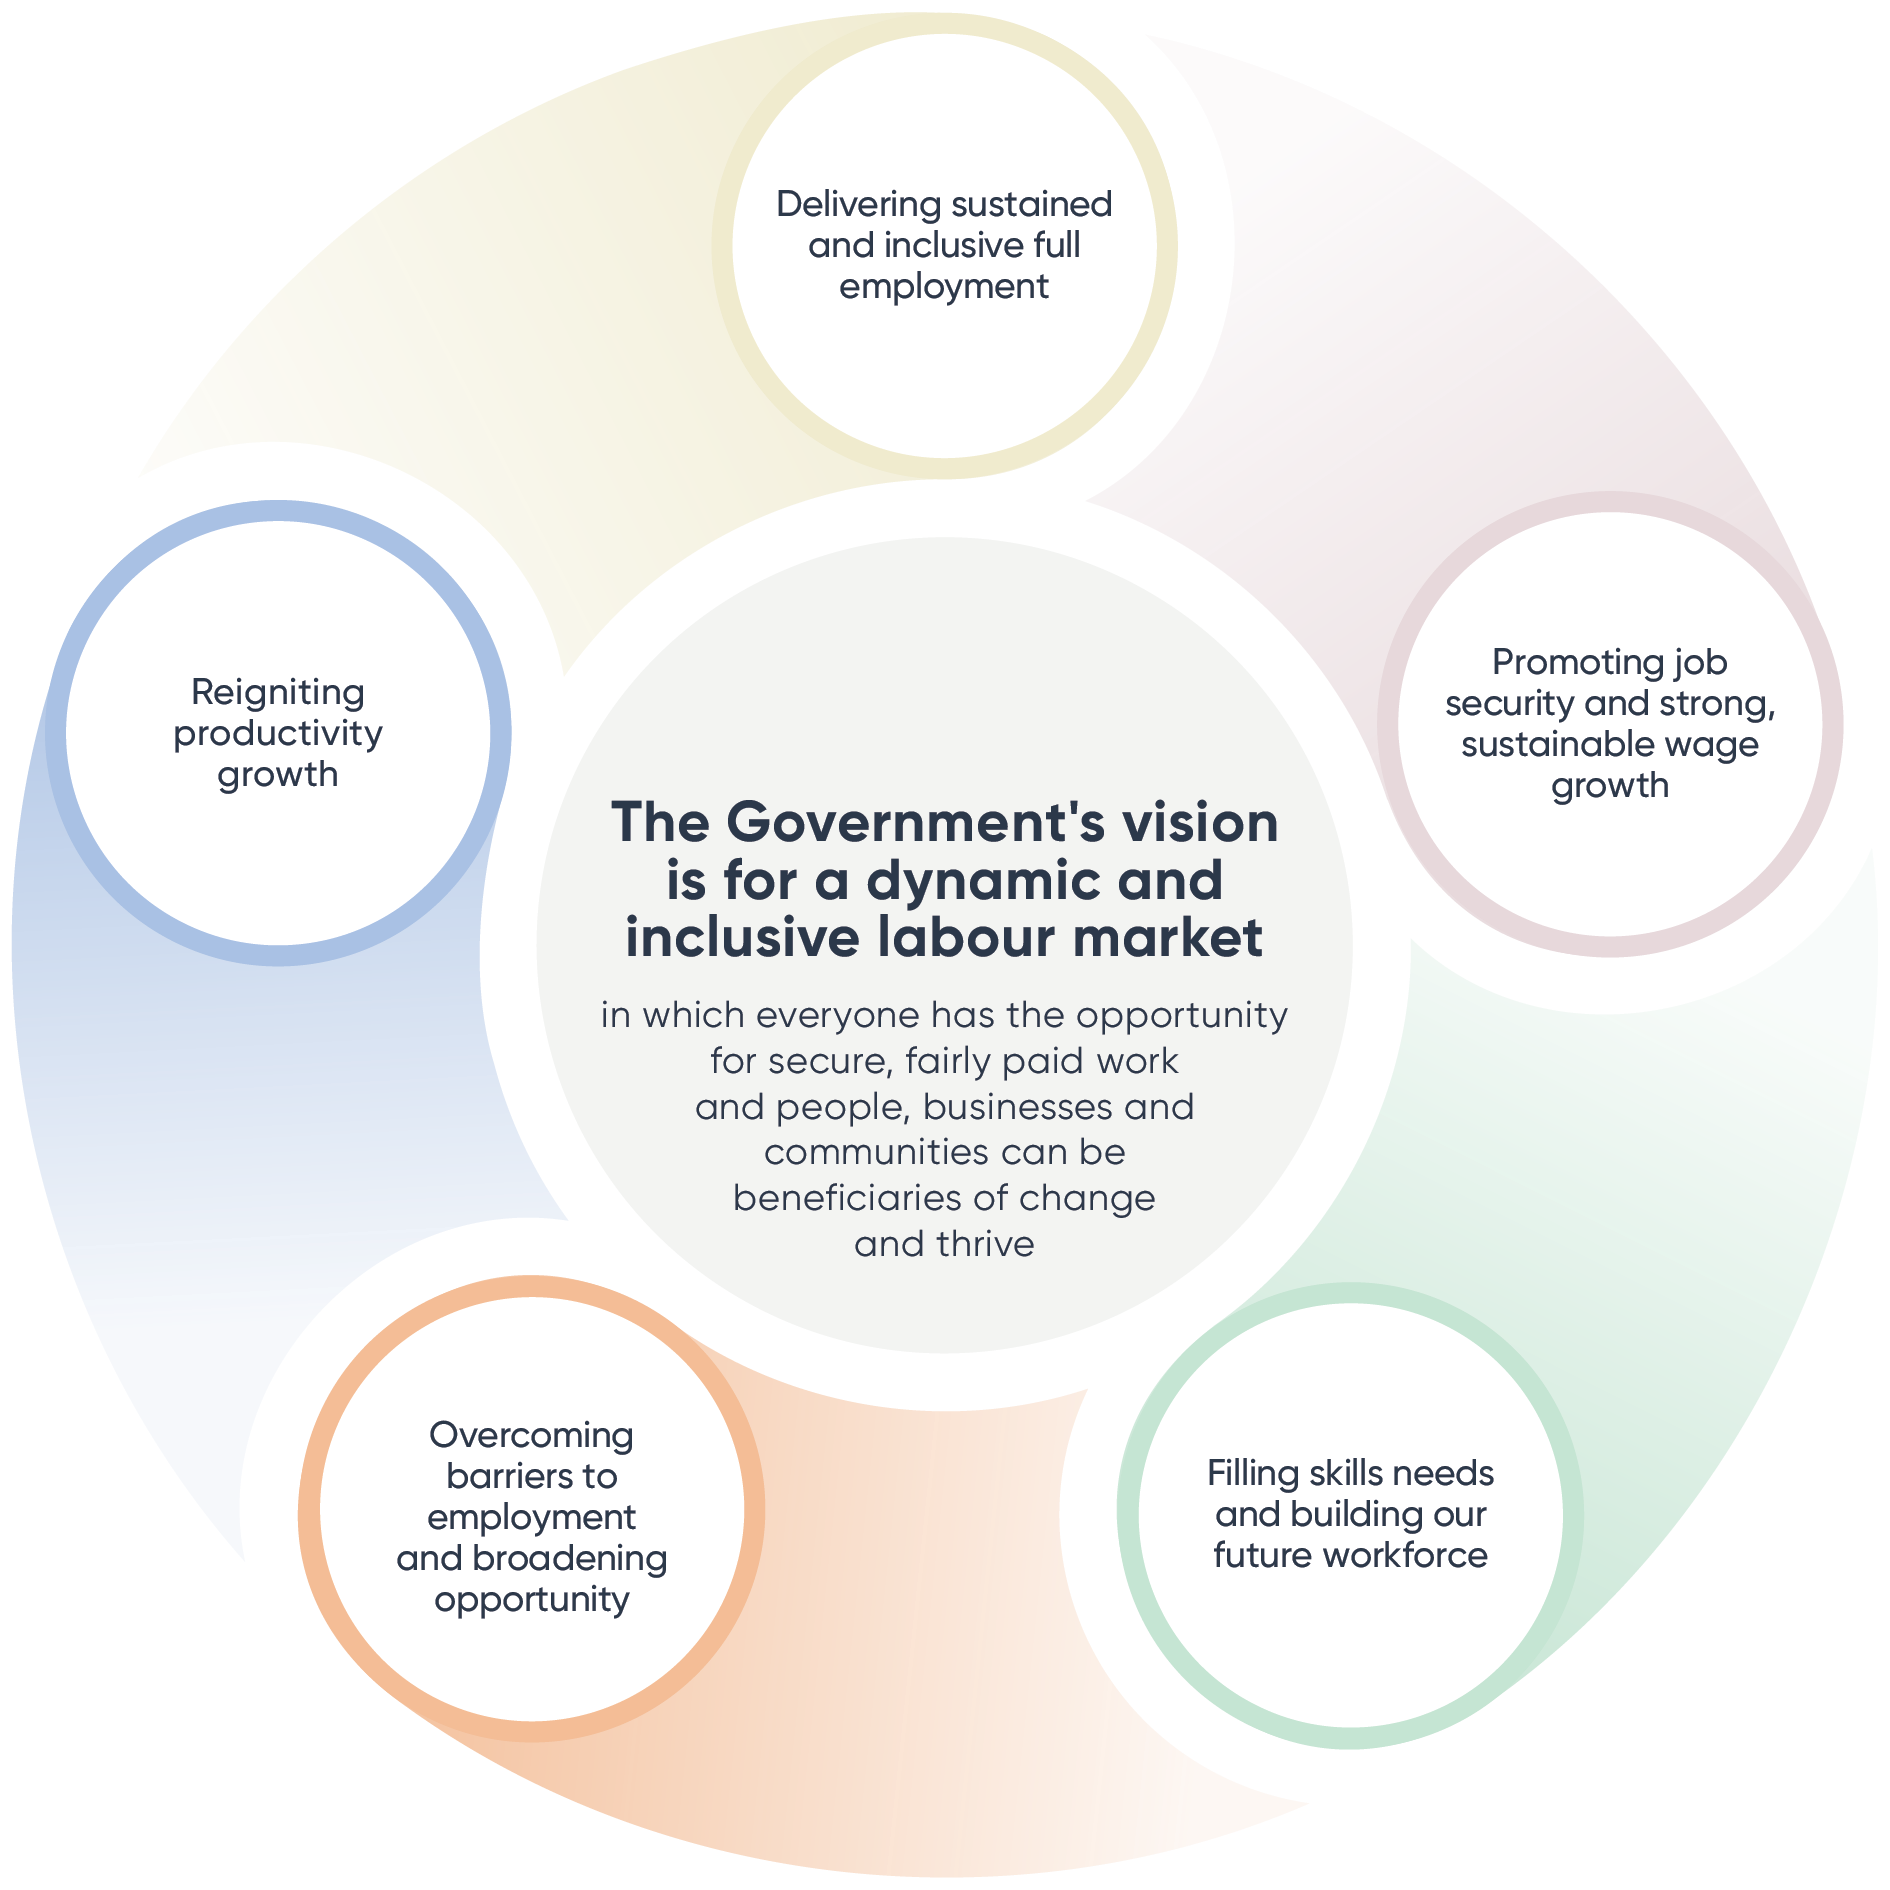 Delivering sustained
and inclusive full
employment
Promoting job
security and strong,
sustainable wage
growth
Reigniting
productivity
growth
The Government's vision
is for a dynamic and
inclusive labour market
in which everyone has the opportunity
for secure, fairly paid work
and people, businesses and
communities can be
beneficiaries of change
and thrive
Overcoming
barriers to
employment
and broadening
opportunity
Filling skills needs
and building our
future workforce